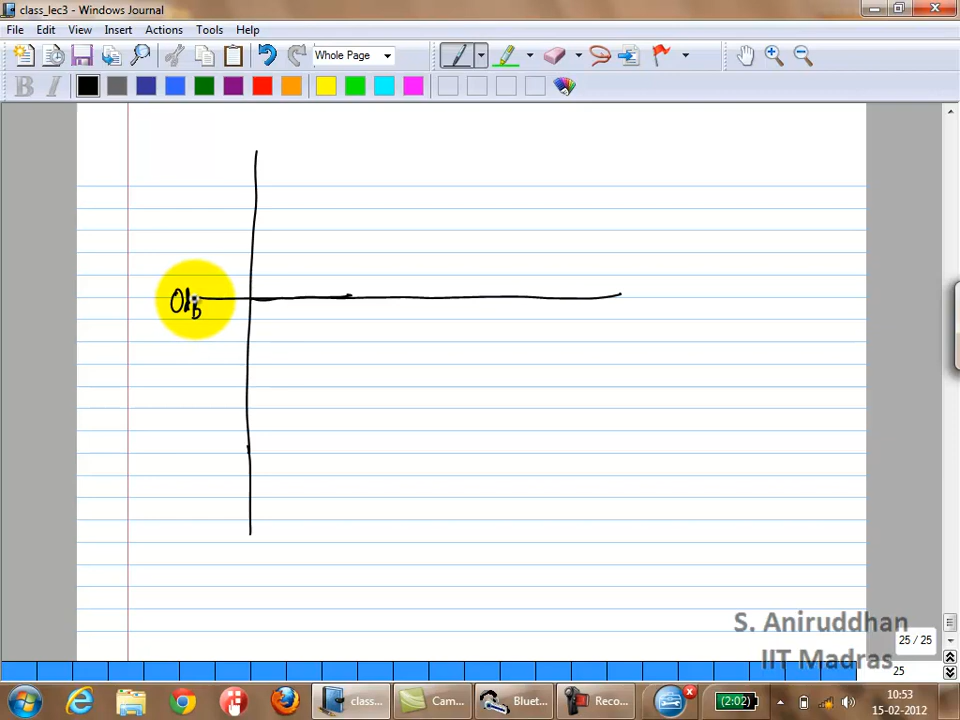 class_lec3 - Windows Journal
File Edit View Insert Actions Tools Help
Whole Page
B I
0dB
S. Aniruddhan
IIT Madras
25 / 25
25
class... Cam... Bluet... Reco... (2:02) 10:53
15-02-2012